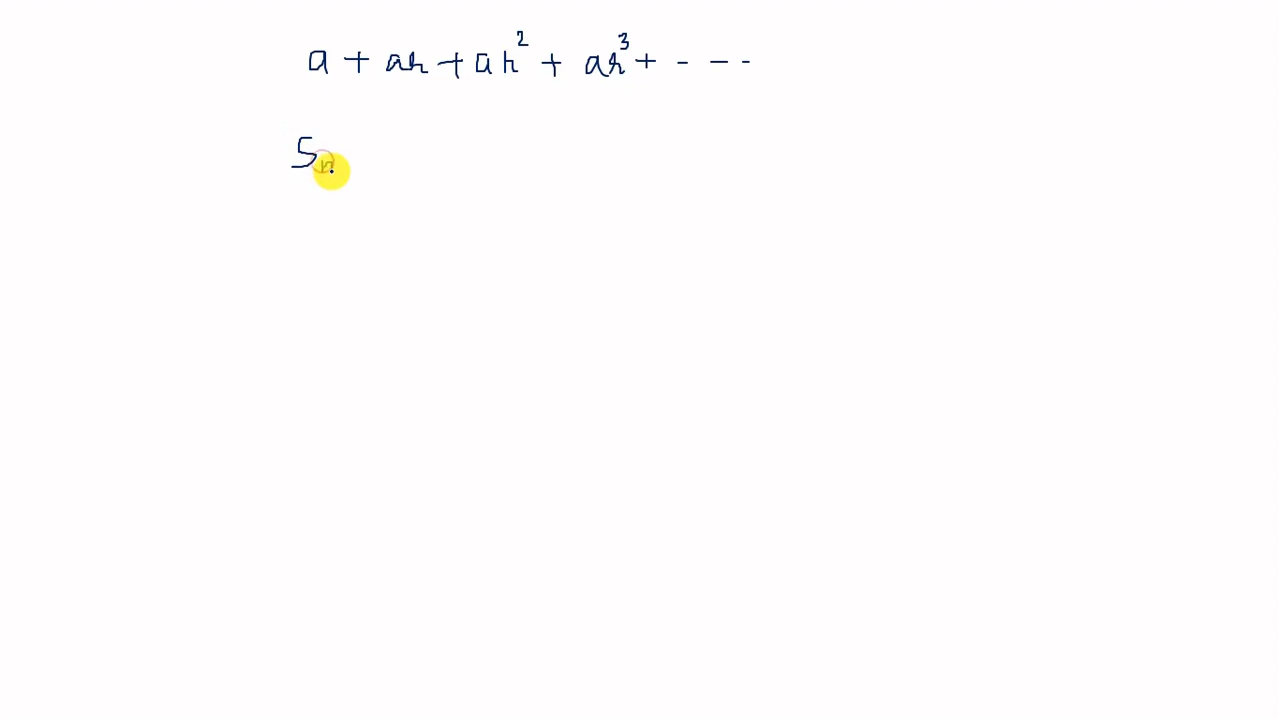 a + ar + ar² + ar³ + - - -
Sn